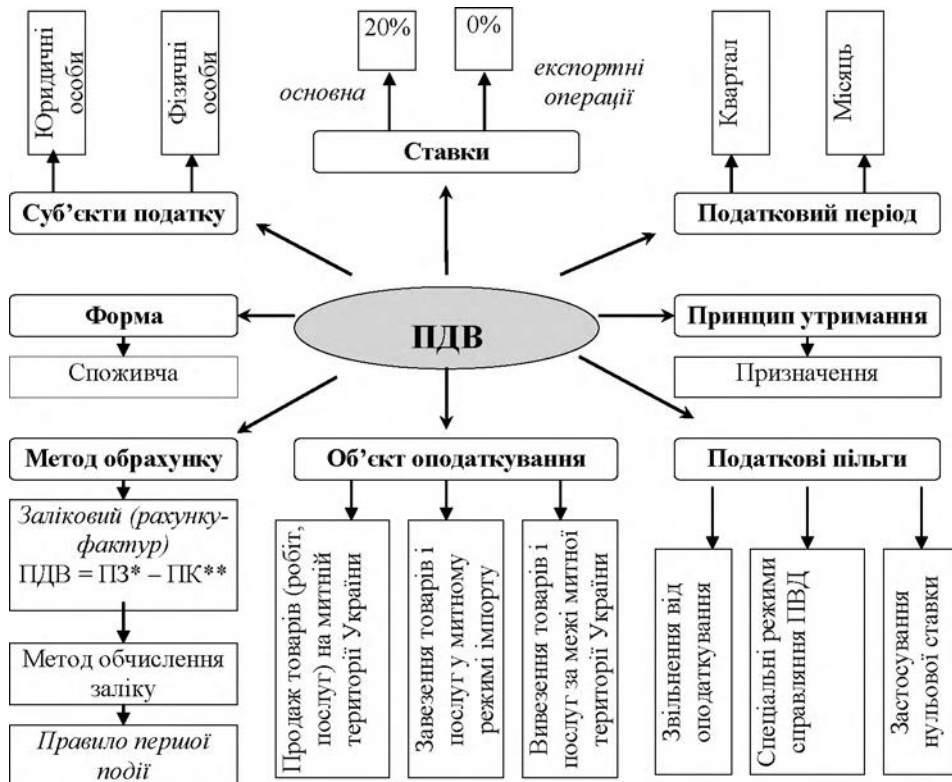 Юридичні
особи
Фізичні
особи
20%
0%
основна
експортні
операції
Квартал
Місяць
Ставки
Суб’єкти податку
Податковий період
ПДВ
Форма
Споживча
Принцип утримання
Призначення
Метод обрахунку
Заліковий (рахунку-
фактур)
ПДВ = ПЗ* – ПК**
Метод обчислення
заліку
Правило першої
події
Об’єкт оподаткування
Продаж товарів (робіт,
послуг) на митній
території України
Завезення товарів і
послуг у митному
режимі імпорту
Вивезення товарів і
послуг за межі митної
території України
Податкові пільги
Звільнення від
оподаткування
Спеціальні режими
справляння ПВД
Застосування
нульової ставки